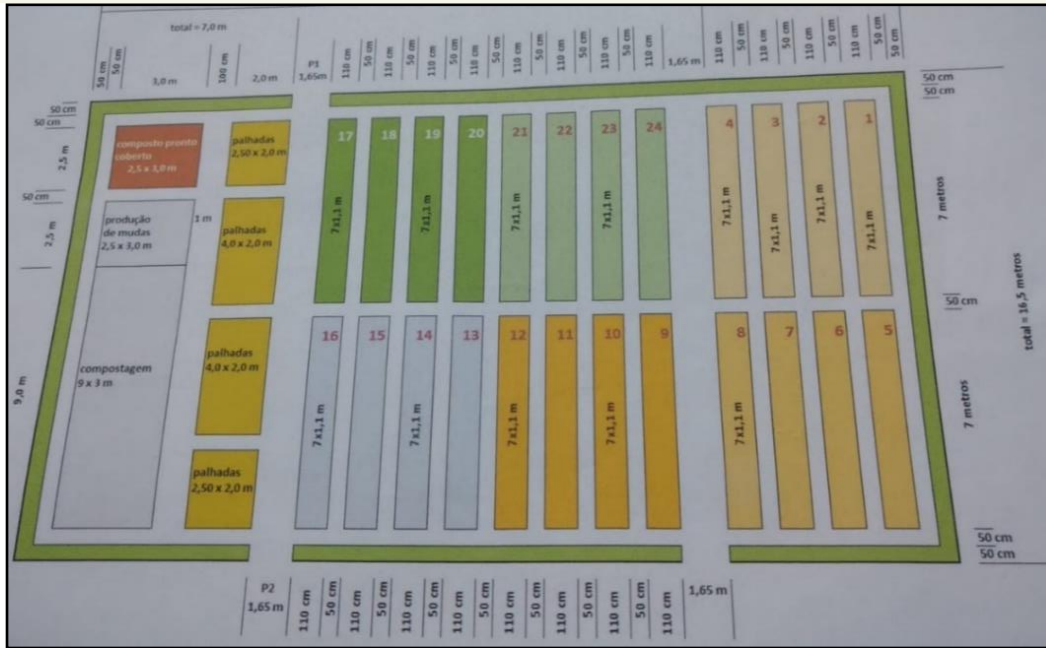 total = 7,0 m
50 cm
50 cm
3,0 m
100 cm
2,0 m
P1
1,65m
110 cm
50 cm
110 cm
50 cm
110 cm
50 cm
110 cm
50 cm
110 cm
50 cm
110 cm
50 cm
110 cm
50 cm
110 cm
1,65 m
110 cm
50 cm
110 cm
50 cm
110 cm
50 cm
110 cm
50 cm
50 cm
50 cm
50 cm
2,5 m
50 cm
2,5 m
9,0 m
composto pronto
coberto
2,5 x 3,0 m
produção
de mudas
2,5 x 3,0 m
1 m
compostagem
9 x 3 m
palhadas
2,50 x 2,0 m
palhadas
4,0 x 2,0 m
palhadas
4,0 x 2,0 m
palhadas
2,50 x 2,0 m
17
18
19
20
21
22
23
24
4
3
2
1
7x1,1 m
7x1,1 m
7x1,1 m
7x1,1 m
7x1,1 m
7x1,1 m
7x1,1 m
7x1,1 m
16
15
14
13
12
11
10
9
8
7
6
5
7x1,1 m
7x1,1 m
7x1,1 m
7x1,1 m
7x1,1 m
50 cm
50 cm
7 metros
50 cm
total = 16,5 metros
7 metros
50 cm
50 cm
P2
1,65 m
110 cm
50 cm
110 cm
50 cm
110 cm
50 cm
110 cm
50 cm
110 cm
50 cm
110 cm
50 cm
110 cm
50 cm
110 cm
1,65 m